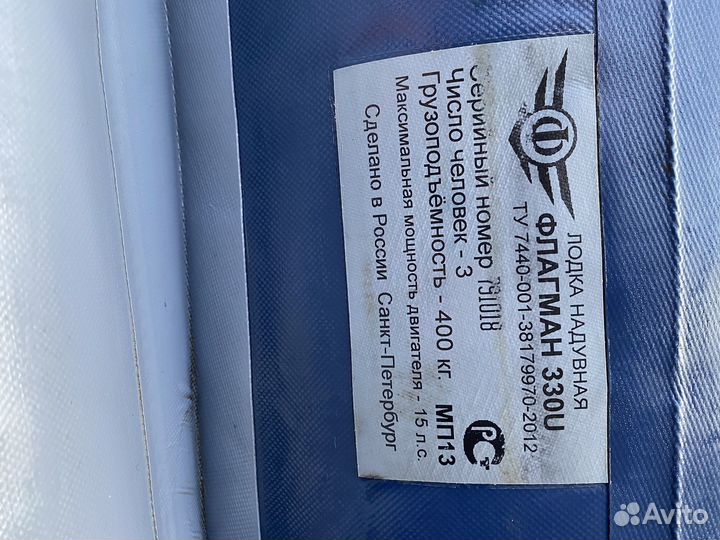 ЛОДКА НАДУВНАЯ
ФЛАГМАН 330U
ТУ 7440-001-38179970-2012
Серийный номер 791018
Число человек - 3
Грузоподъёмность - 400 кг. МП13
Максимальная мощность двигателя - 15 л.с.
Сделано в России Санкт-Петербург
Avito